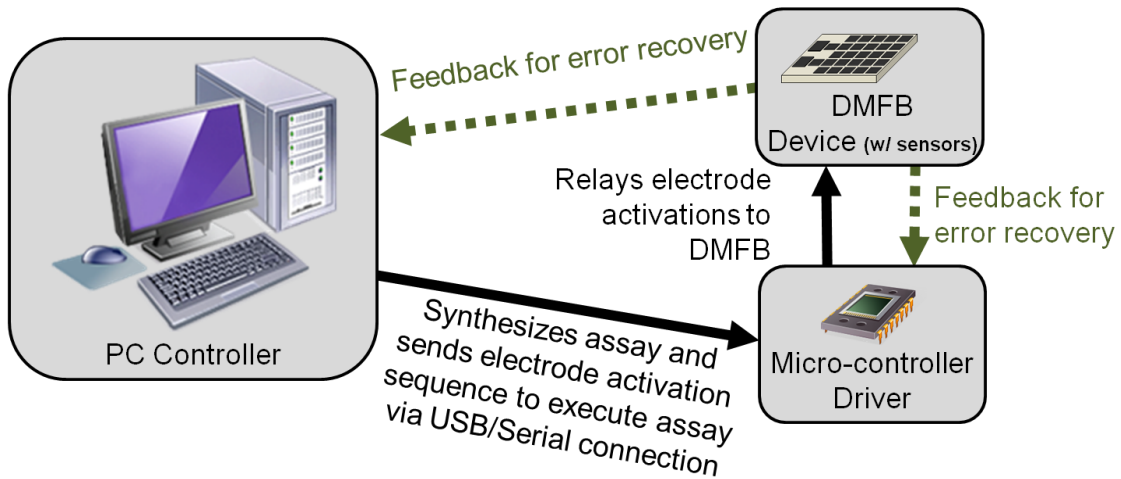 Feedback for error recovery
DMFB
Device (w/ sensors)
Relays electrode
activations to
DMFB
Feedback for
error recovery
PC Controller
Synthesizes assay and
sends electrode activation
sequence to execute assay
via USB/Serial connection
Micro-controller
Driver